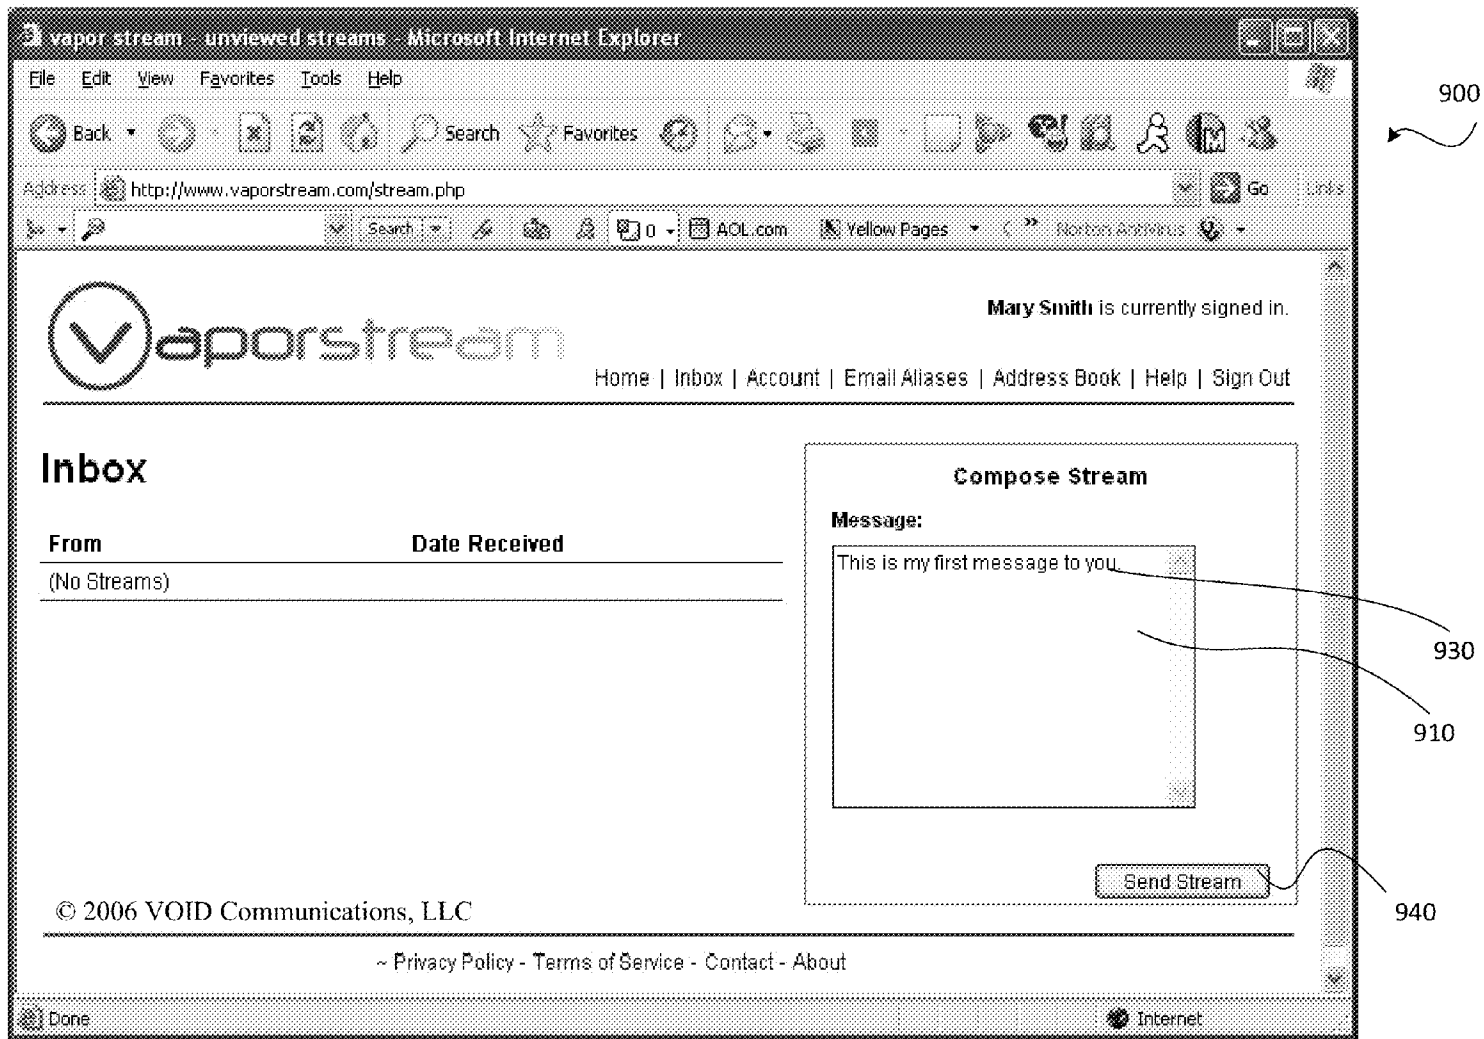 vapor stream - unviewed streams - Microsoft Internet Explorer
File Edit View Favorites Tools Help
900
Back Search Favorites
Address http://www.vaporstream.com/stream.php Go Links
Search 0 AOL.com Yellow Pages » Norton AntiVirus
Vaporstream
Mary Smith is currently signed in.
Home | Inbox | Account | Email Aliases | Address Book | Help | Sign Out
Inbox
From Date Received
(No Streams)
Compose Stream
Message:
This is my first message to you.
930
910
Send Stream
940
© 2006 VOID Communications, LLC
~ Privacy Policy - Terms of Service - Contact - About
Done Internet